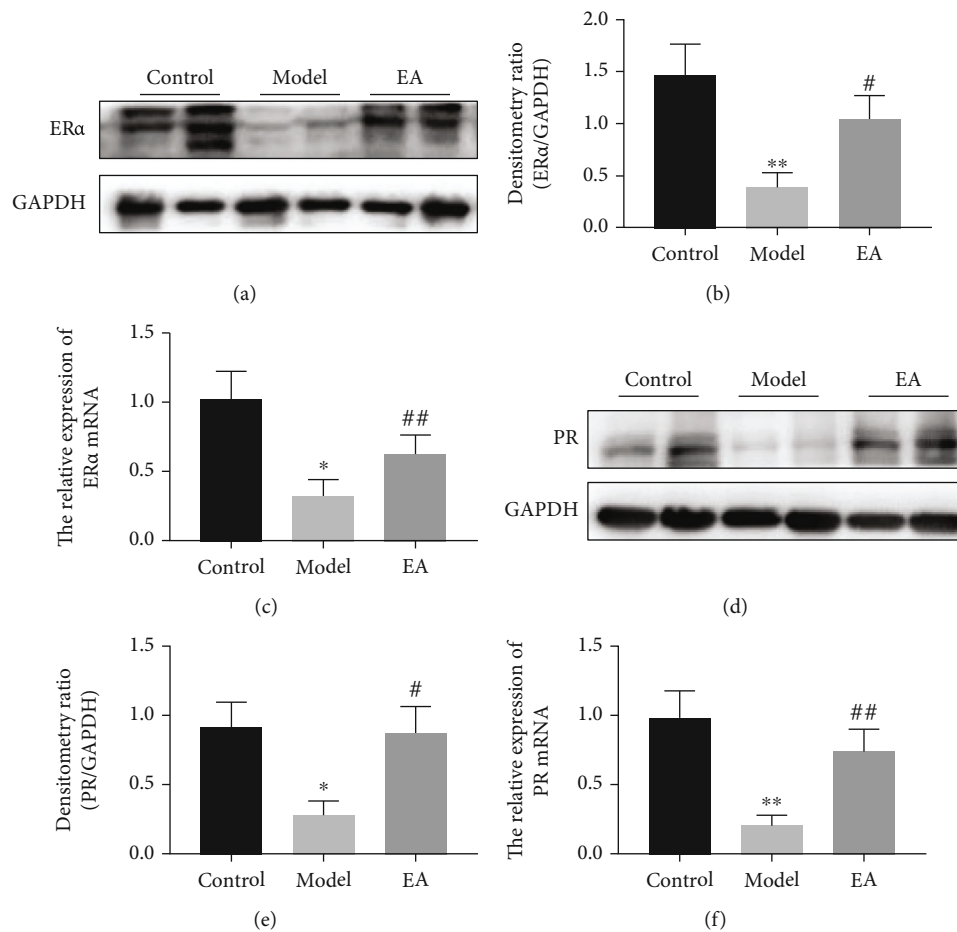 Control Model EA
ERα
GAPDH
(a)
Densitometry ratio
(ERα/GAPDH)
2.0
1.5
1.0
0.5
0.0
**
#
Control Model EA
(b)
The relative expression of
ERα mRNA
1.5
1.0
0.5
0.0
*
##
Control Model EA
(c)
Control Model EA
PR
GAPDH
(d)
Densitometry ratio
(PR/GAPDH)
1.5
1.0
0.5
0.0
*
#
Control Model EA
(e)
The relative expression of
PR mRNA
1.5
1.0
0.5
0.0
**
##
Control Model EA
(f)